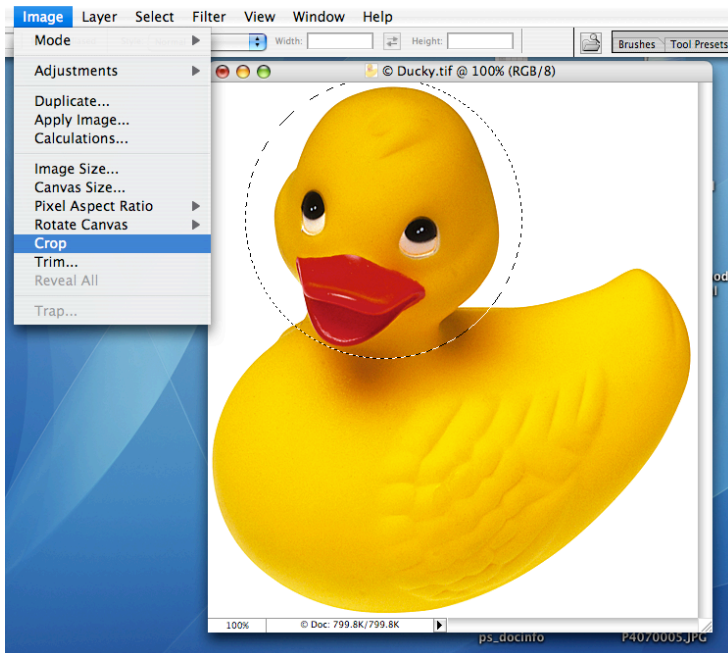 Image Layer Select Filter View Window Help
Mode
Width: Height: Brushes Tool Presets
Adjustments
© Ducky.tif @ 100% (RGB/8)
Duplicate...
Apply Image...
Calculations...
Image Size...
Canvas Size...
Pixel Aspect Ratio
Rotate Canvas
Crop
Trim...
Reveal All
Trap...
100% © Doc: 799.8K/799.8K
ps_docinfo P4070005.JPG